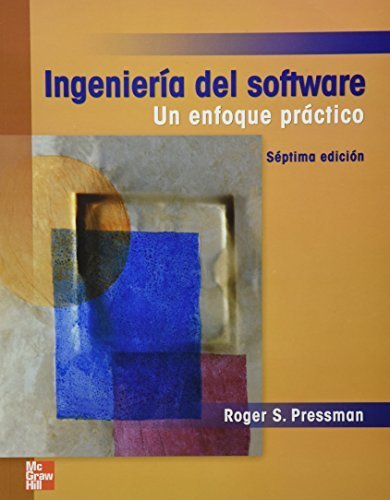 Ingeniería del software
Un enfoque práctico
Séptima edición
Roger S. Pressman
Mc
Graw
Hill